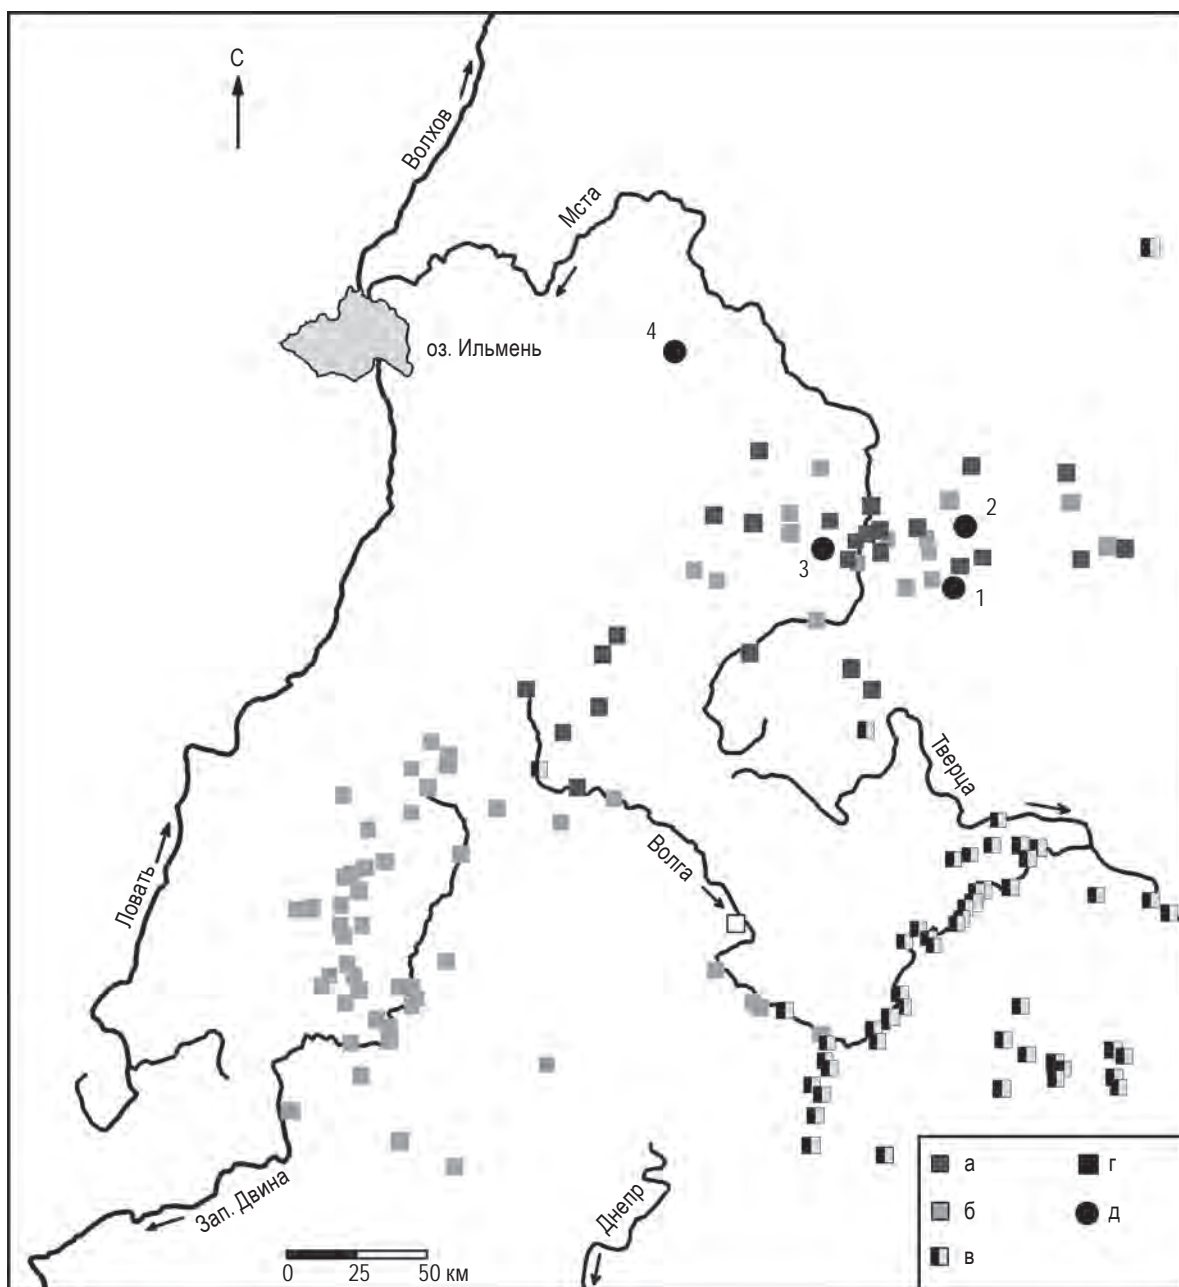 С
Волхов
Мста
оз. Ильмень
4
2
3
1
Тверца
Волга
Ловать
Зап. Двина
Днепр
0 25 50 км
а
б
в
г
д